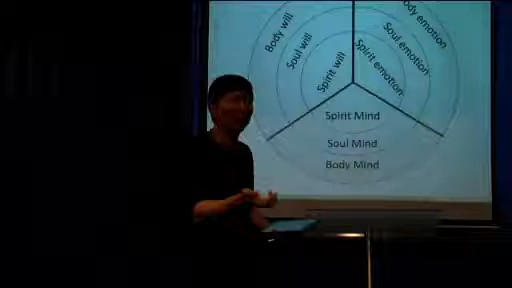 Body will
Soul will
Spirit will
Body emotion
Soul emotion
Spirit emotion
Spirit Mind
Soul Mind
Body Mind